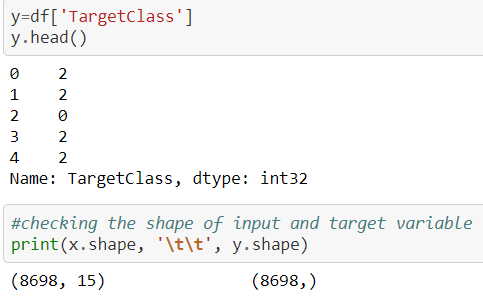 y=df['TargetClass']
y.head()
0    2
1    2
2    0
3    2
4    2
Name: TargetClass, dtype: int32
#checking the shape of input and target variable
print(x.shape, '\t\t', y.shape)
(8698, 15)    (8698,)